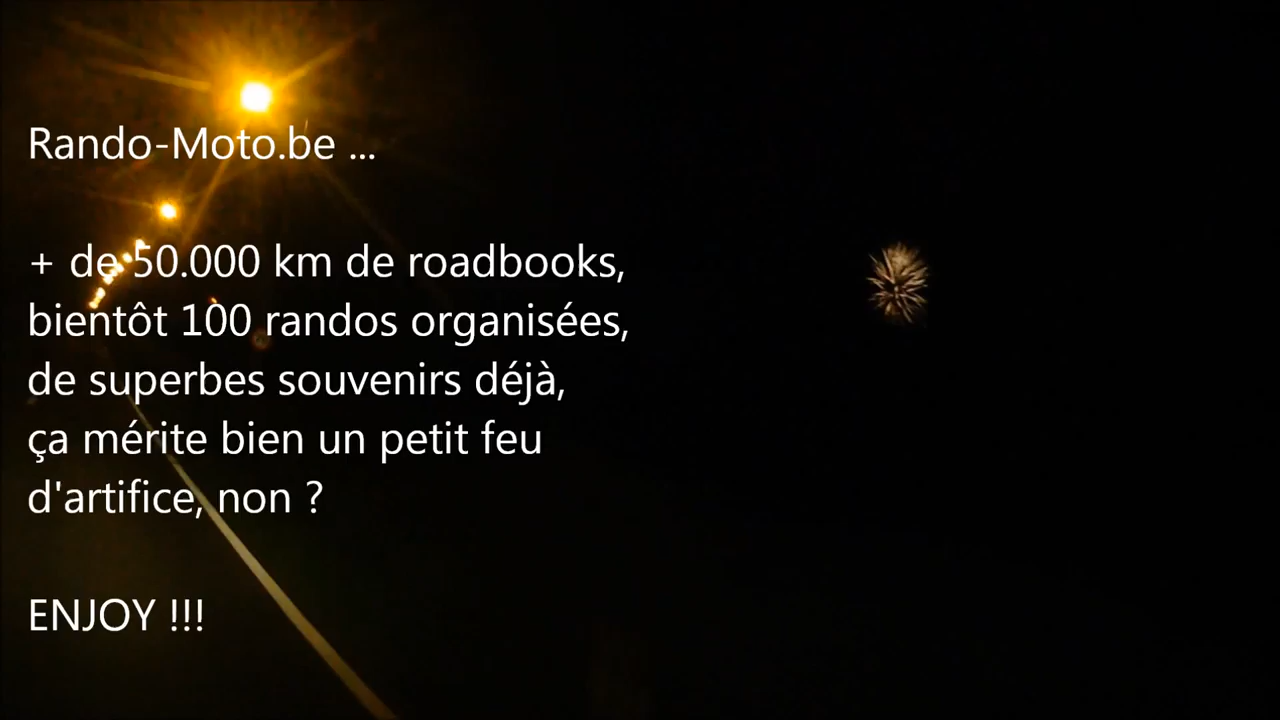 Rando-Moto.be ...
+ de 50.000 km de roadbooks,
bientôt 100 randos organisées,
de superbes souvenirs déjà,
ça mérite bien un petit feu
d'artifice, non ?
ENJOY !!!